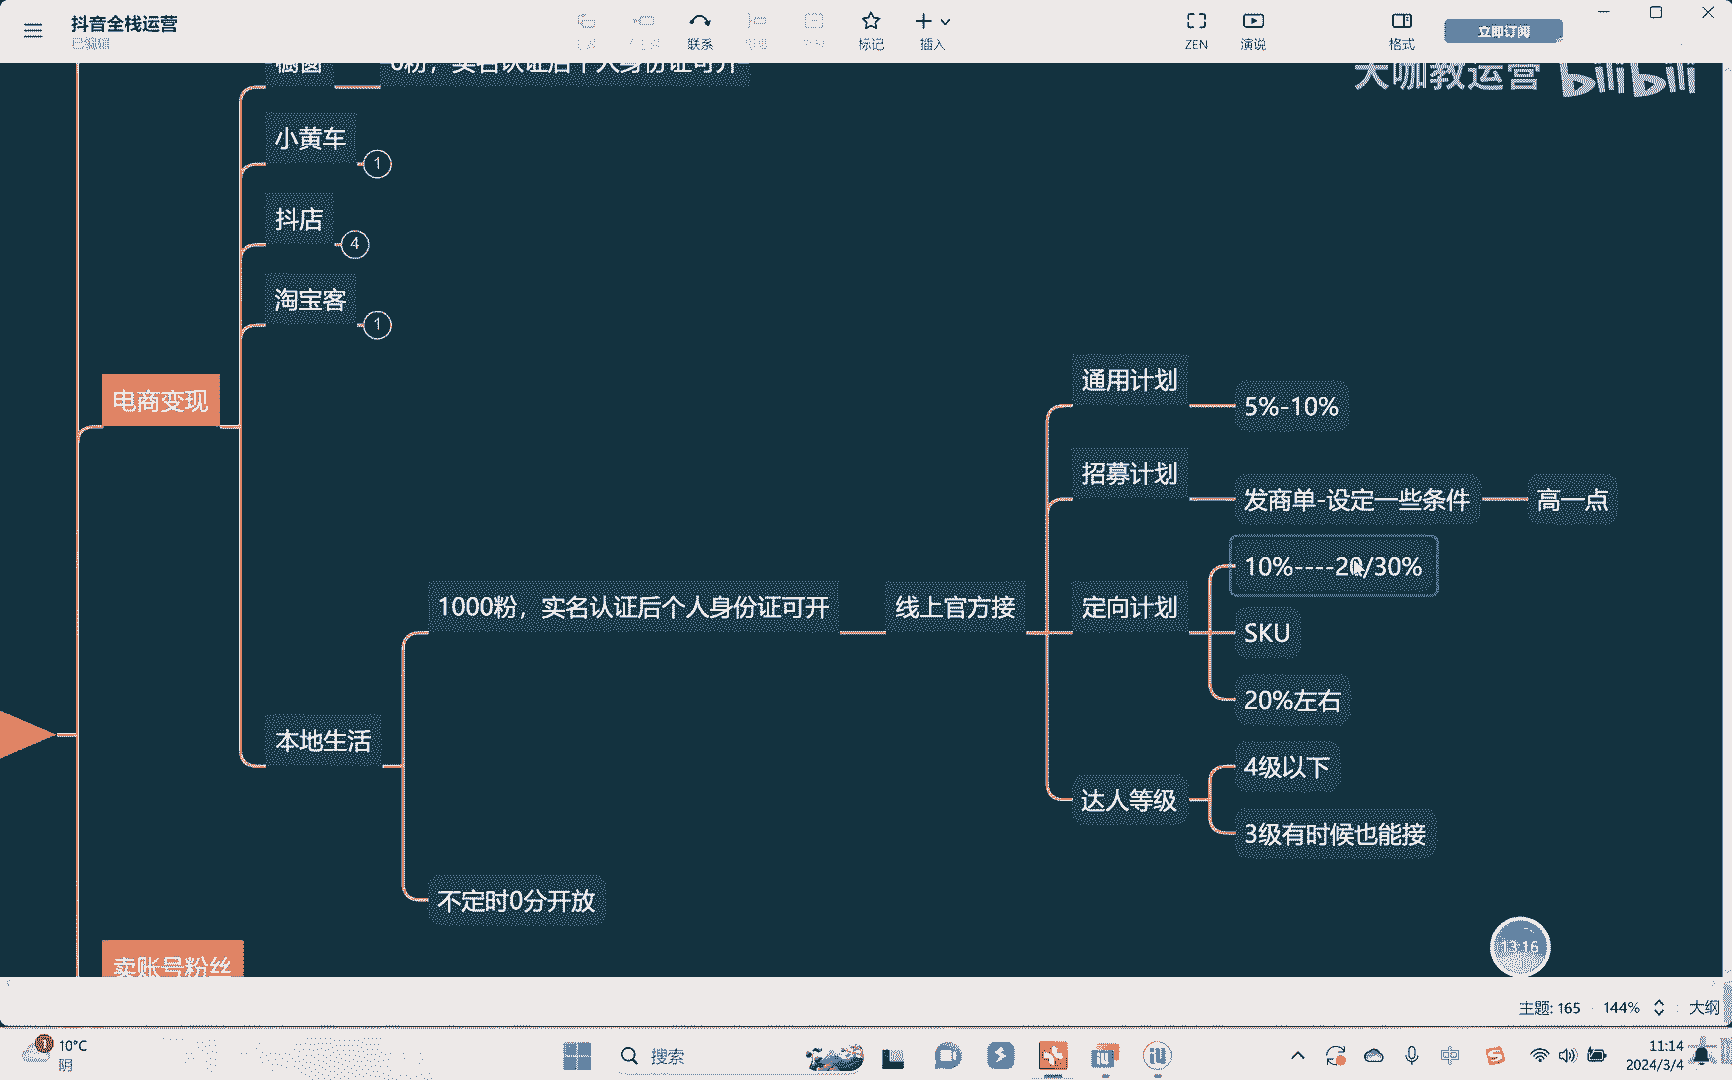 抖音全栈运营
已编辑
联系
标记
插入
ZEN
演说
格式
立即订阅
大咖教运营 bilibili
橱窗
0粉，实名认证后个人身份证可开
小黄车
1
抖店
4
淘宝客
1
电商变现
通用计划
5%-10%
招募计划
发商单-设定一些条件
高一点
10%----20/30%
1000粉，实名认证后个人身份证可开
线上官方接
定向计划
SKU
20%左右
本地生活
4级以下
达人等级
3级有时候也能接
不定时0分开放
卖账号粉丝
13:16
主题: 165
144%
大纲
10°C
阴
搜索
中
11:14
2024/3/4